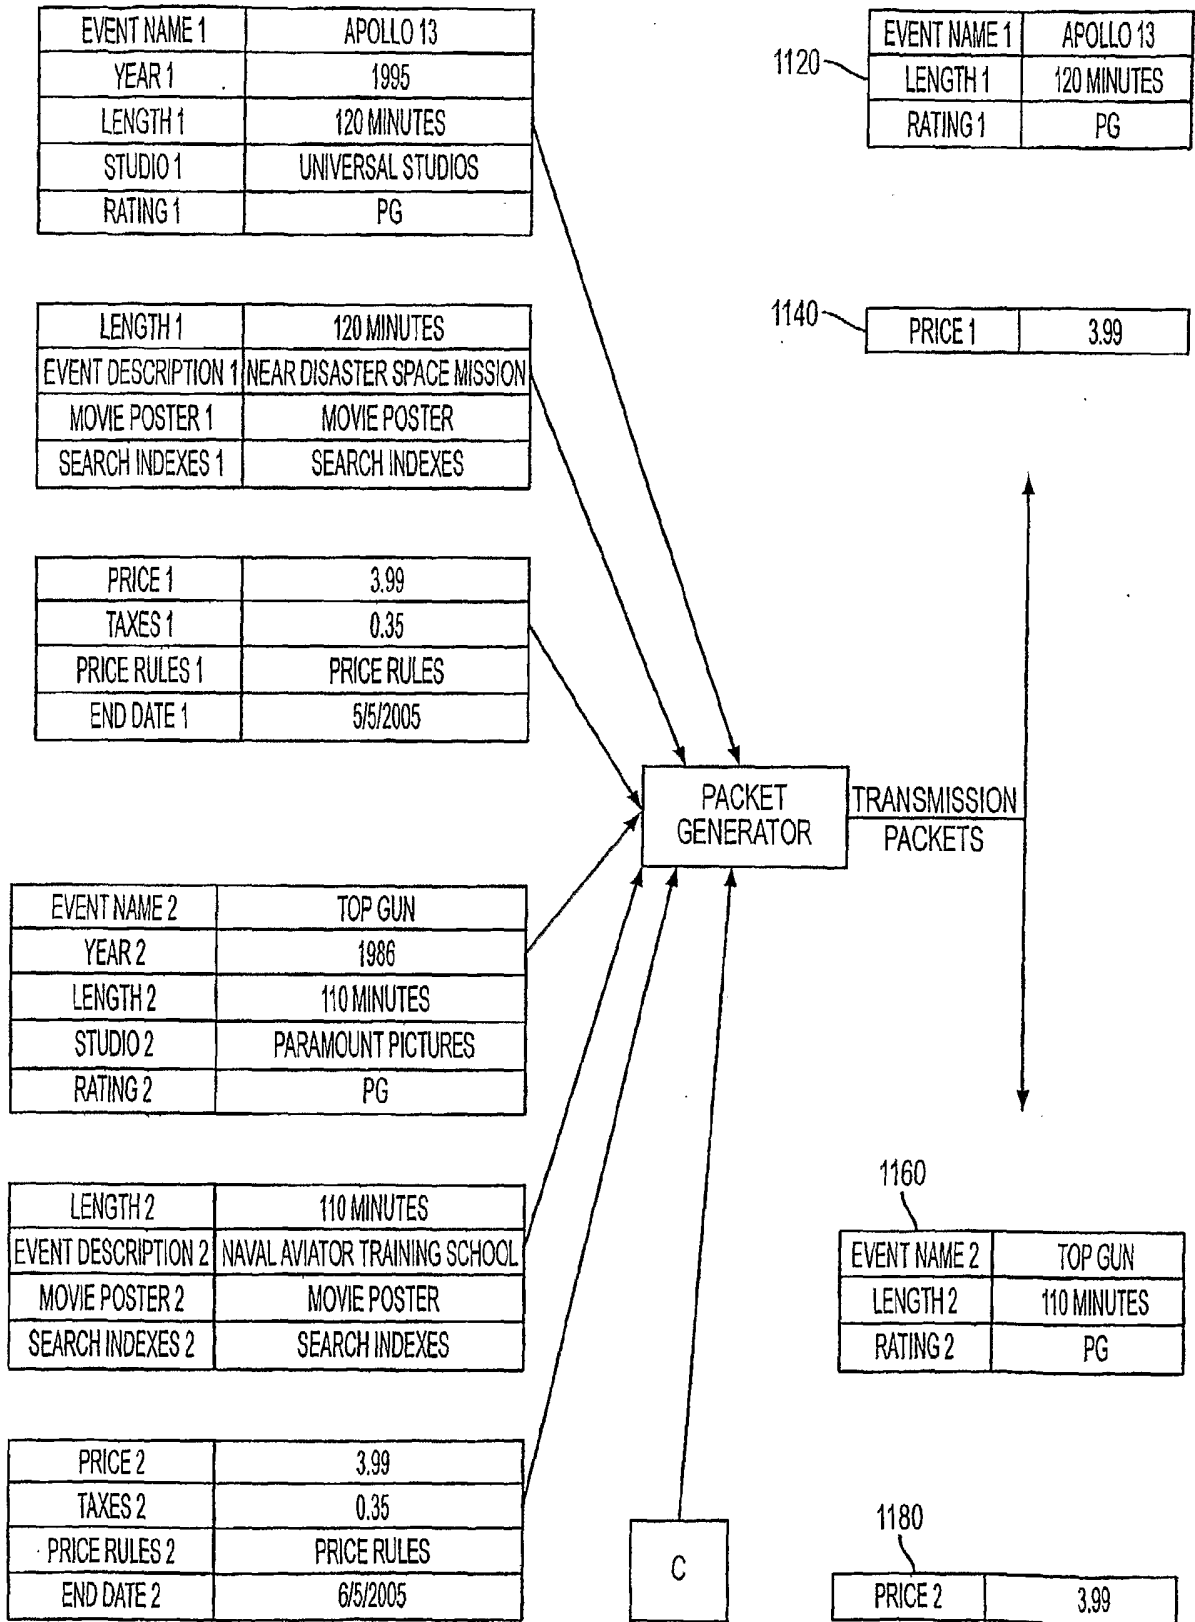 EVENT NAME 1 APOLLO 13
YEAR 1 1995
LENGTH 1 120 MINUTES
STUDIO 1 UNIVERSAL STUDIOS
RATING 1 PG
1120
EVENT NAME 1 APOLLO 13
LENGTH 1 120 MINUTES
RATING 1 PG
LENGTH 1 120 MINUTES
EVENT DESCRIPTION 1 NEAR DISASTER SPACE MISSION
MOVIE POSTER 1 MOVIE POSTER
SEARCH INDEXES 1 SEARCH INDEXES
1140
PRICE 1 3.99
PRICE 1 3.99
TAXES 1 0.35
PRICE RULES 1 PRICE RULES
END DATE 1 5/5/2005
PACKET
GENERATOR
TRANSMISSION
PACKETS
EVENT NAME 2 TOP GUN
YEAR 2 1986
LENGTH 2 110 MINUTES
STUDIO 2 PARAMOUNT PICTURES
RATING 2 PG
LENGTH 2 110 MINUTES
EVENT DESCRIPTION 2 NAVAL AVIATOR TRAINING SCHOOL
MOVIE POSTER 2 MOVIE POSTER
SEARCH INDEXES 2 SEARCH INDEXES
1160
EVENT NAME 2 TOP GUN
LENGTH 2 110 MINUTES
RATING 2 PG
PRICE 2 3.99
TAXES 2 0.35
PRICE RULES 2 PRICE RULES
END DATE 2 6/5/2005
C
1180
PRICE 2 3.99